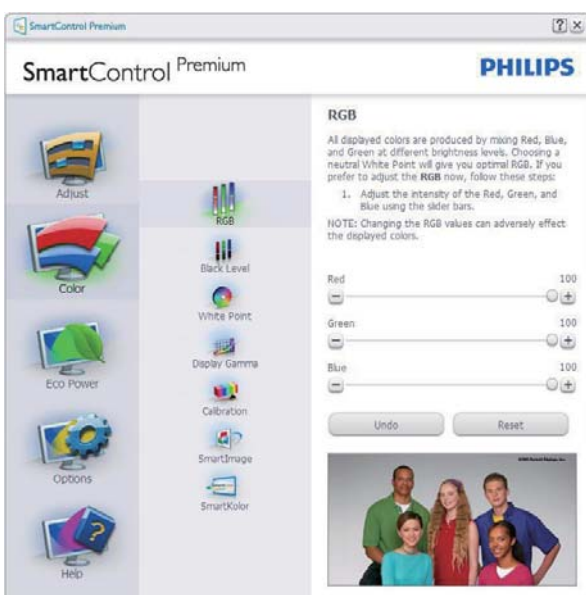 SmartControl Premium
SmartControl Premium
PHILIPS
Adjust
Color
Eco Power
Options
Help
RGB
Black Level
White Point
Display Gamma
Calibration
SmartImage
SmartKolor
RGB
All displayed colors are produced by mixing Red, Blue,
and Green at different brightness levels. Choosing a
neutral White Point will give you optimal RGB. If you
prefer to adjust the RGB now, follow these steps:
1. Adjust the intensity of the Red, Green, and
Blue using the slider bars.
NOTE: Changing the RGB values can adversely effect
the displayed colors.
Red 100
Green 100
Blue 100
Undo Reset